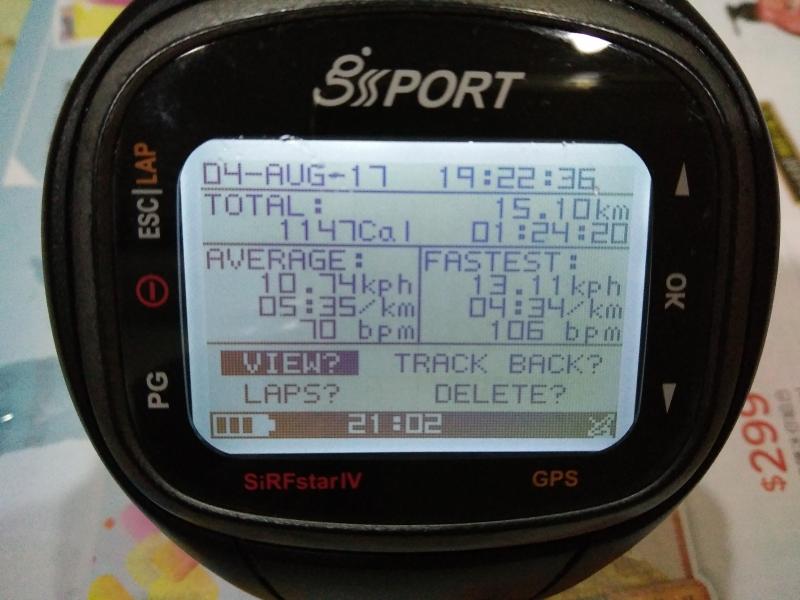 gsSPORT
ESC|LAP
PG
OK
04-AUG-17 19:22:36
TOTAL: 15.10km
1147Cal 01:24:20
AVERAGE: FASTEST:
10.74kph 13.11kph
05:35/km 04:34/km
70 bpm 106 bpm
VIEW? TRACK BACK?
LAPS? DELETE?
21:02
SiRFstarIV GPS
$299